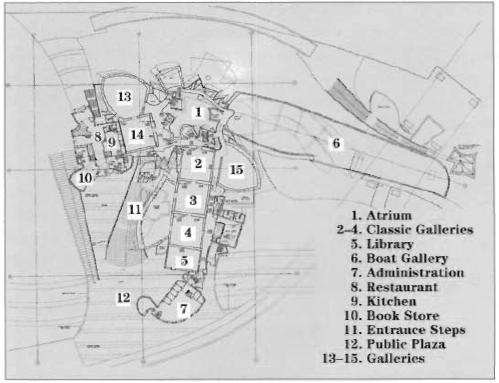 13
1
14
8
9
6
2
15
10
3
11
4
5
12
7
1. Atrium
2–4. Classic Galleries
5. Library
6. Boat Gallery
7. Administration
8. Restaurant
9. Kitchen
10. Book Store
11. Entrance Steps
12. Public Plaza
13–15. Galleries